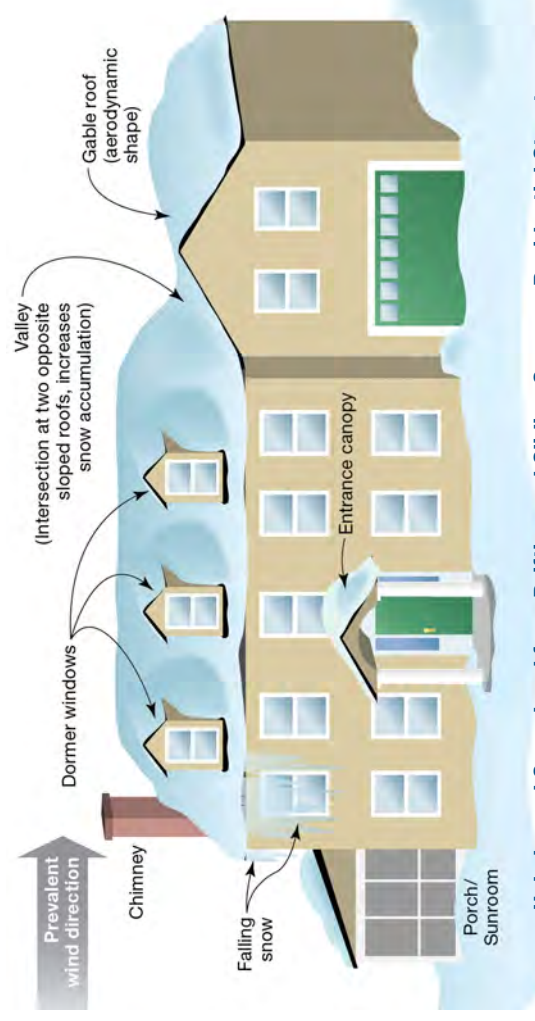 Prevalent
wind direction
Chimney
Dormer windows
Valley
(Intersection at two opposite
sloped roofs, increases
snow accumulation)
Gable roof
(aerodynamic
shape)
Falling
snow
Entrance canopy
Porch/
Sunroom